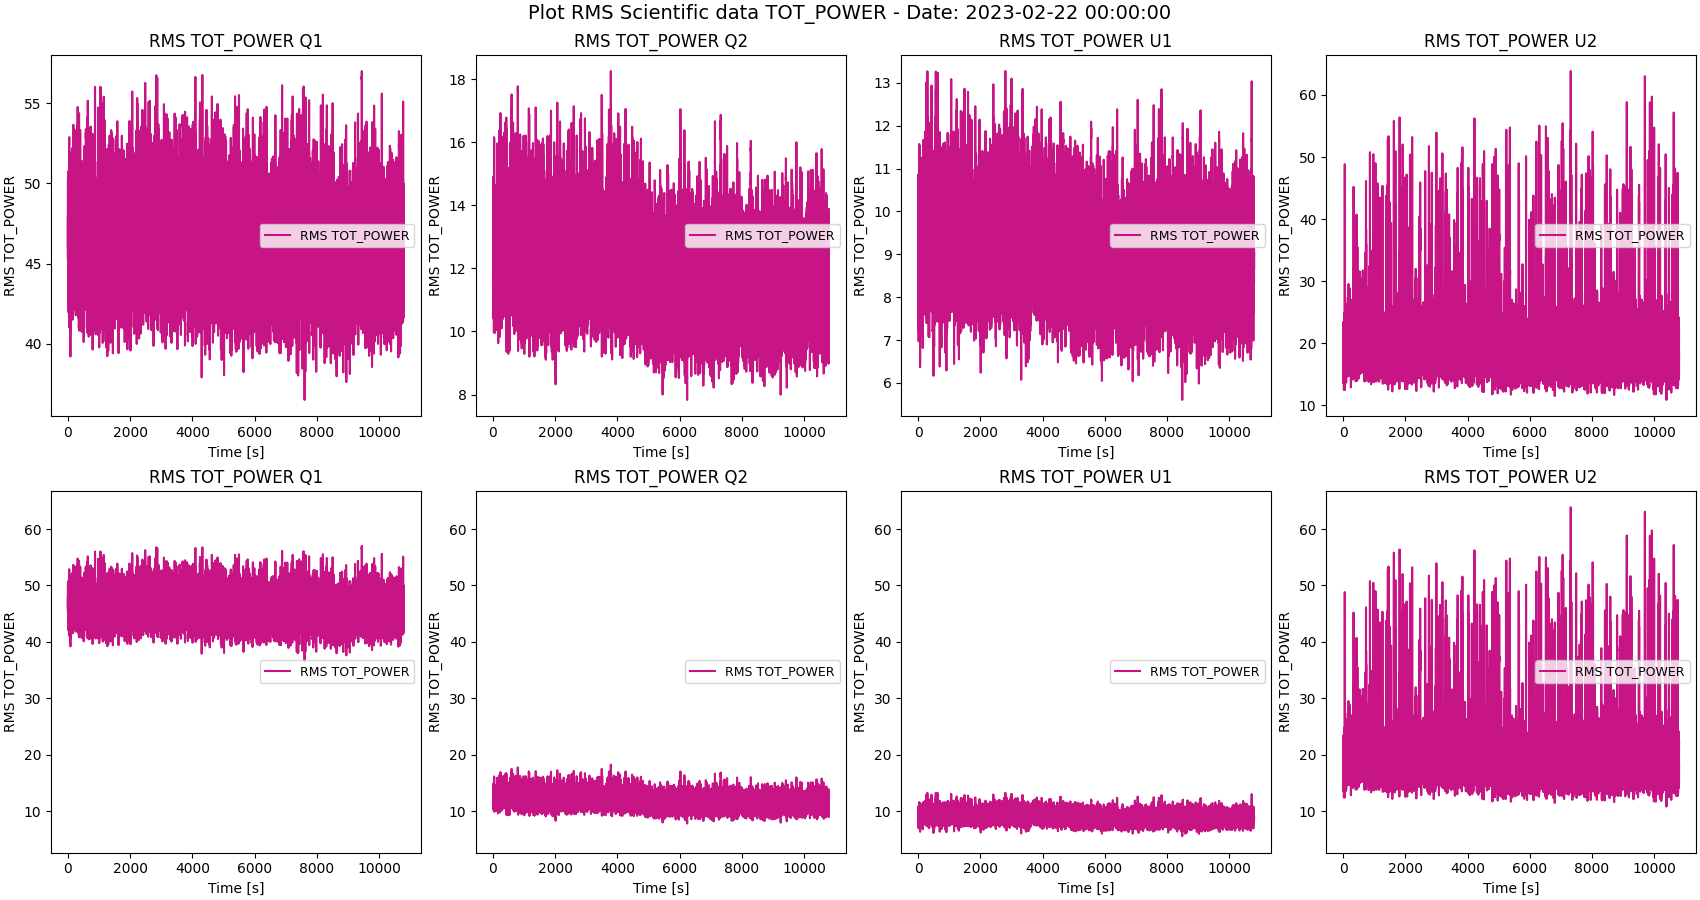 Plot RMS Scientific data TOT_POWER - Date: 2023-02-22 00:00:00
RMS TOT_POWER Q1
RMS TOT_POWER
55
50
45
40
RMS TOT_POWER
0 2000 4000 6000 8000 10000
Time [s]
RMS TOT_POWER Q2
RMS TOT_POWER
18
16
14
12
10
8
RMS TOT_POWER
0 2000 4000 6000 8000 10000
Time [s]
RMS TOT_POWER U1
RMS TOT_POWER
13
12
11
10
9
8
7
6
RMS TOT_POWER
0 2000 4000 6000 8000 10000
Time [s]
RMS TOT_POWER U2
RMS TOT_POWER
60
50
40
30
20
10
RMS TOT_POWER
0 2000 4000 6000 8000 10000
Time [s]
RMS TOT_POWER Q1
RMS TOT_POWER
60
50
40
30
20
10
RMS TOT_POWER
0 2000 4000 6000 8000 10000
Time [s]
RMS TOT_POWER Q2
RMS TOT_POWER
60
50
40
30
20
10
RMS TOT_POWER
0 2000 4000 6000 8000 10000
Time [s]
RMS TOT_POWER U1
RMS TOT_POWER
60
50
40
30
20
10
RMS TOT_POWER
0 2000 4000 6000 8000 10000
Time [s]
RMS TOT_POWER U2
RMS TOT_POWER
60
50
40
30
20
10
RMS TOT_POWER
0 2000 4000 6000 8000 10000
Time [s]